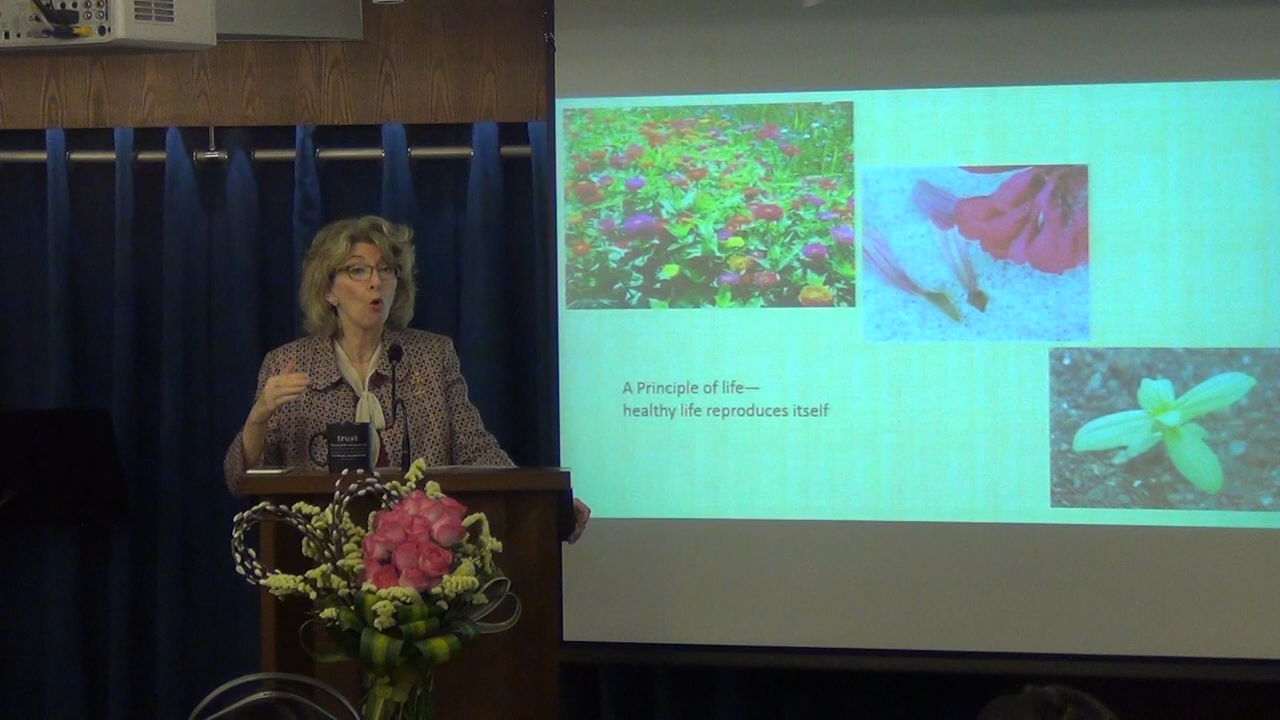 A Principle of life—
healthy life reproduces itself
trust